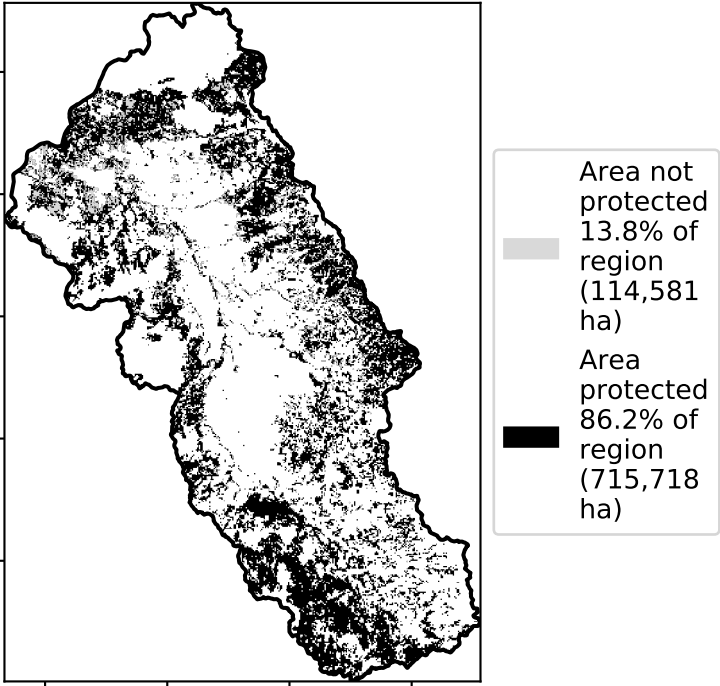 Area not
protected
13.8% of
region
(114,581
ha)
Area
protected
86.2% of
region
(715,718
ha)